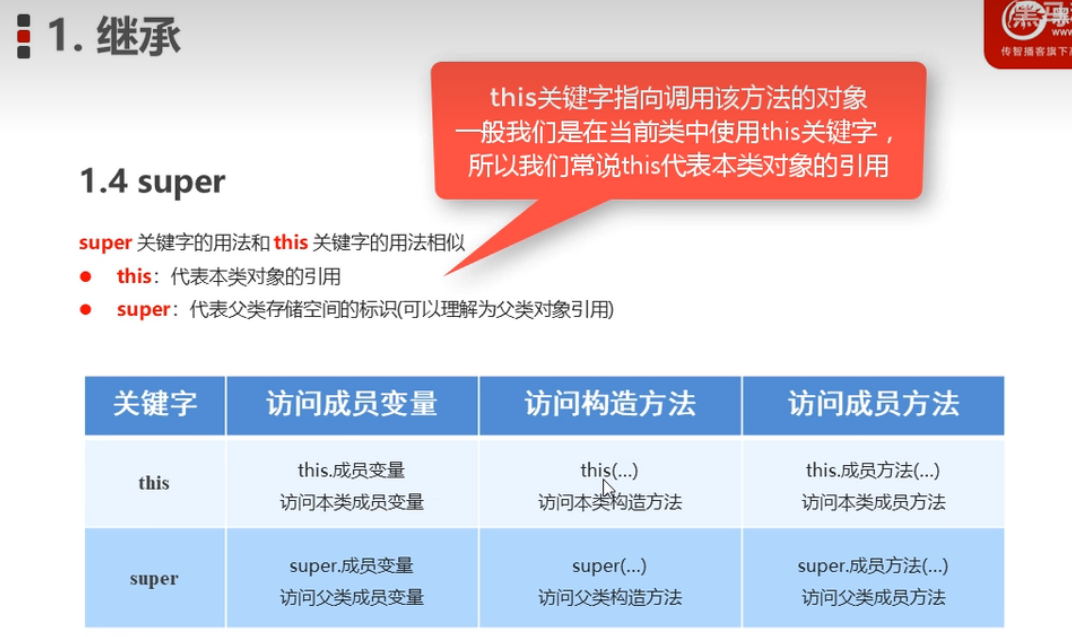 1. 继承
黑马
www
传智播客旗下高
this关键字指向调用该方法的对象
一般我们是在当前类中使用this关键字，
所以我们常说this代表本类对象的引用
1.4 super
super 关键字的用法和 this 关键字的用法相似
this：代表本类对象的引用
super：代表父类存储空间的标识(可以理解为父类对象引用)
关键字 访问成员变量 访问构造方法 访问成员方法
this
this.成员变量
访问本类成员变量
this(...)
访问本类构造方法
this.成员方法(...)
访问本类成员方法
super
super.成员变量
访问父类成员变量
super(...)
访问父类构造方法
super.成员方法(...)
访问父类成员方法